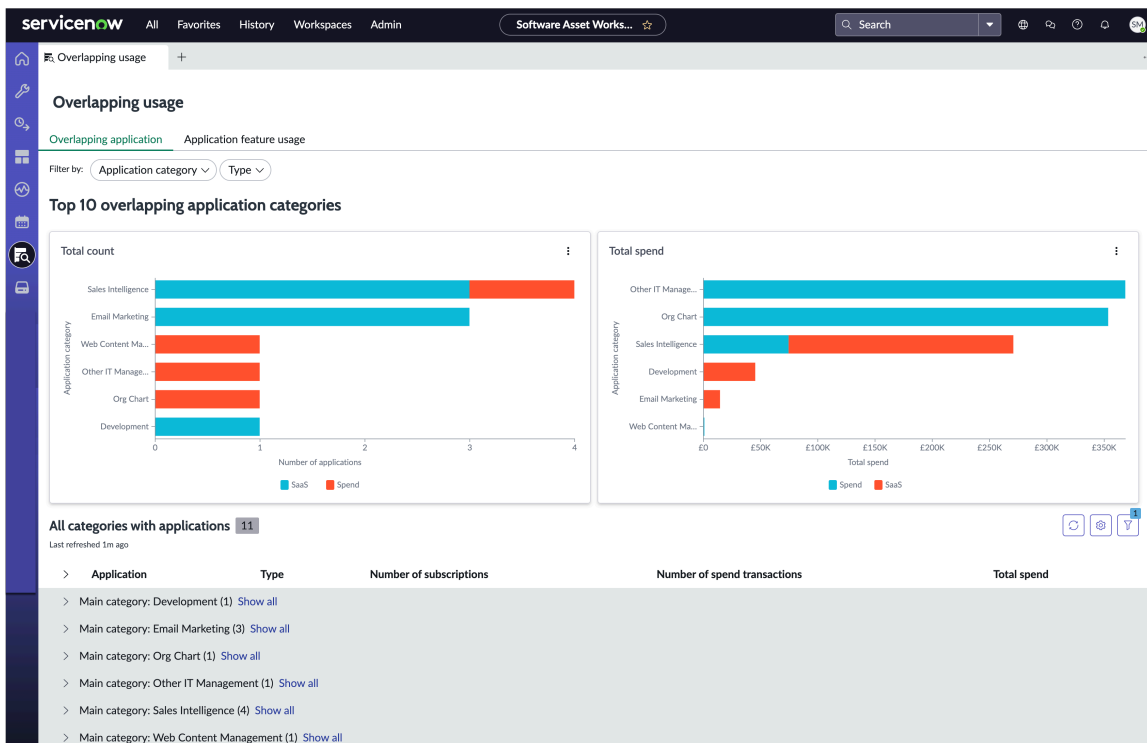 servicenow All Favorites History Workspaces Admin Software Asset Works... Search SM
Overlapping usage
Overlapping usage
Overlapping application Application feature usage
Filter by: Application category Type
Top 10 overlapping application categories
Total count
Application category
Sales Intelligence
Email Marketing
Web Content Ma...
Other IT Manage...
Org Chart
Development
0 1 2 3 4
Number of applications
SaaS Spend
Total spend
Application category
Other IT Manage...
Org Chart
Sales Intelligence
Development
Email Marketing
Web Content Ma...
£0 £50K £100K £150K £200K £250K £300K £350K
Total spend
Spend SaaS
All categories with applications 11
1
Last refreshed 1m ago
Application Type Number of subscriptions Number of spend transactions Total spend
Main category: Development (1) Show all
Main category: Email Marketing (3) Show all
Main category: Org Chart (1) Show all
Main category: Other IT Management (1) Show all
Main category: Sales Intelligence (4) Show all
Main category: Web Content Management (1) Show all